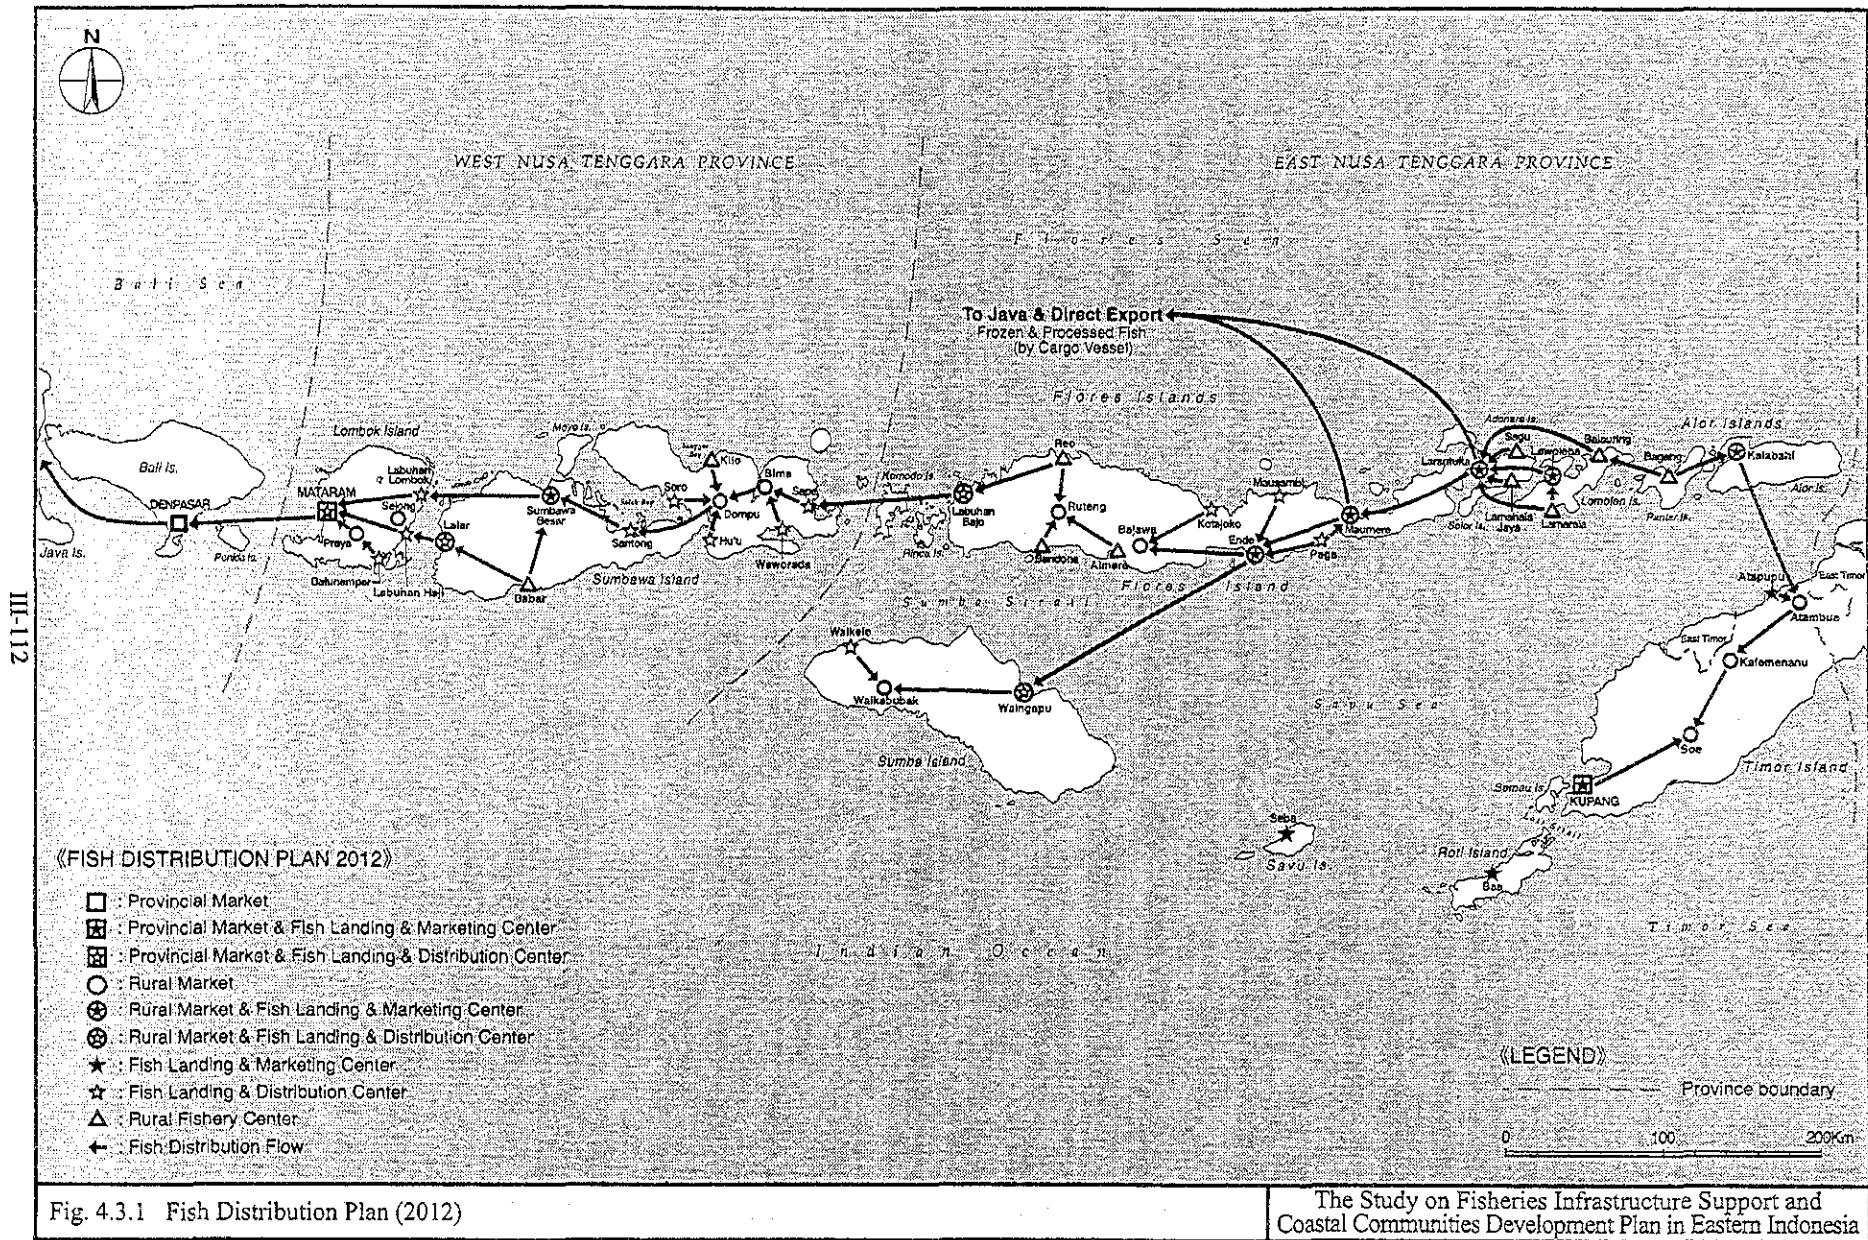 N
WEST NUSA TENGGARA PROVINCE
EAST NUSA TENGGARA PROVINCE
Flores Sea
Bali Sea
To Java & Direct Export
Frozen & Processed Fish
(by Cargo Vessel)
Flores Islands
Alor Islands
Lombok Island
Moyo Is.
Adonara Is.
Bali Is.
DENPASAR
Java Is.
MATARAM
Labuhan
Lombok
Selong
Praya
Labuhan Haji
Lalar
Sumbawa
Besar
Babar
Santong
Sumbawa Island
Soro
Kilo
Dompu
Hu'u
Bima
Sape
Waworada
Komodo Is.
Rinca Is.
Labuhan
Bajo
Reo
Ruteng
Bajawa
Kotajoko
Ende
Paga
Maumere
Flores Island
Larantuka
Sagu
Balauring
Lamahala
Jaya
Solor Is.
Lomblen Is.
Kalabahi
Alor Is.
Atapupu
East Timor
Atambua
East Timor
Kefamenanu
Soe
Timor Island
Semau Is.
KUPANG
Roti Island
Baa
Seba
Savu Is.
Savu Sea
Waikelo
Waikabubak
Waingapu
Sumba Island
Timor Sea
Indian Ocean
《FISH DISTRIBUTION PLAN 2012》
: Provincial Market
: Provincial Market & Fish Landing & Marketing Center
: Provincial Market & Fish Landing & Distribution Center
: Rural Market
: Rural Market & Fish Landing & Marketing Center
: Rural Market & Fish Landing & Distribution Center
: Fish Landing & Marketing Center
: Fish Landing & Distribution Center
: Rural Fishery Center
: Fish Distribution Flow
《LEGEND》
Province boundary
0 100 200Km
III-112
Fig. 4.3.1 Fish Distribution Plan (2012)
The Study on Fisheries Infrastructure Support and
Coastal Communities Development Plan in Eastern Indonesia